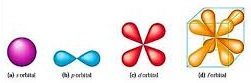 (a) s orbital
(b) p orbital
(c) d orbital
(d) f orbital